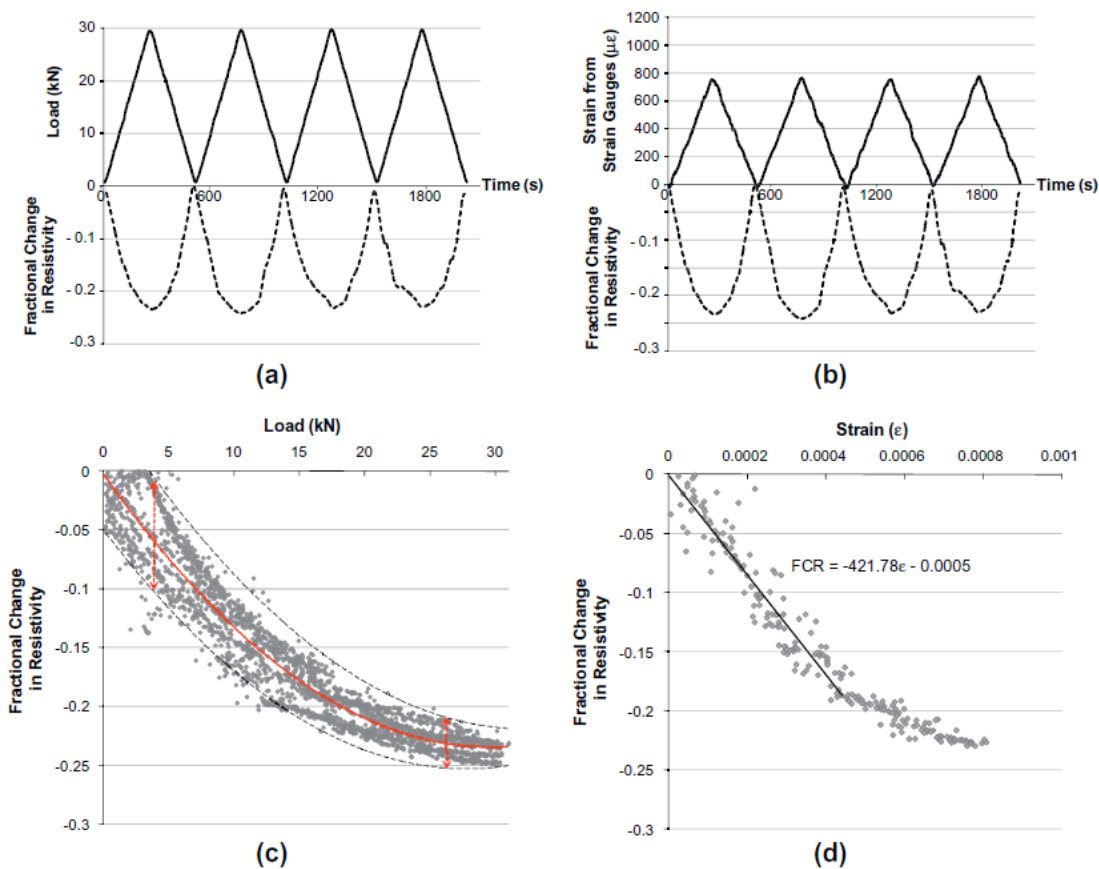 30
20
10
0
Load (kN)
600
1200
1800
Time (s)
- 0.1
- 0.2
-0.3
Fractional Change
in Resistivity
(a)
1200
1000
800
600
400
200
0
Strain from
Strain Gauges (με)
0
600
1200
1800
Time (s)
- 0.1
- 0.2
-0.3
Fractional Change
in Resistivity
(b)
Load (kN)
0 5 10 15 20 25 30
0
-0.05
-0.1
-0.15
-0.2
-0.25
-0.3
Fractional Change
in Resistivity
(c)
Strain (ε)
0 0.0002 0.0004 0.0006 0.0008 0.001
0
-0.05
-0.1
-0.15
-0.2
-0.25
-0.3
Fractional Change
in Resistivity
FCR = -421.78ε - 0.0005
(d)